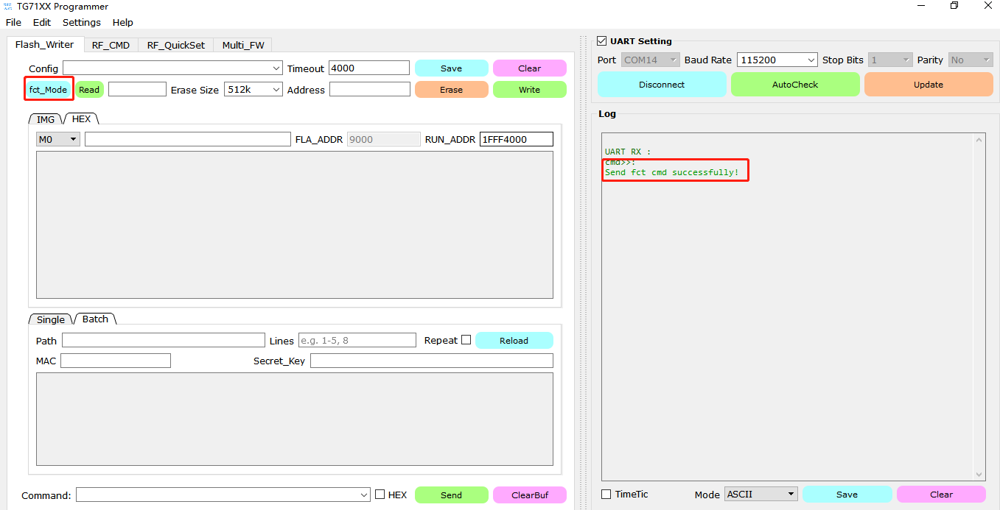 TG71XX Programmer
File Edit Settings Help
Flash_Writer RF_CMD RF_QuickSet Multi_FW
Config Timeout 4000 Save Clear
fct_Mode Read Erase Size 512k Address Erase Write
IMG HEX
M0 FLA_ADDR 9000 RUN_ADDR 1FFF4000
Single Batch
Path Lines e.g. 1-5, 8 Repeat Reload
MAC Secret_Key
Command: HEX Send ClearBuf
UART Setting
Port COM14 Baud Rate 115200 Stop Bits 1 Parity No
Disconnect AutoCheck Update
Log
UART RX :
cmd>>:
Send fct cmd successfully!
TimeTic Mode ASCII Save Clear